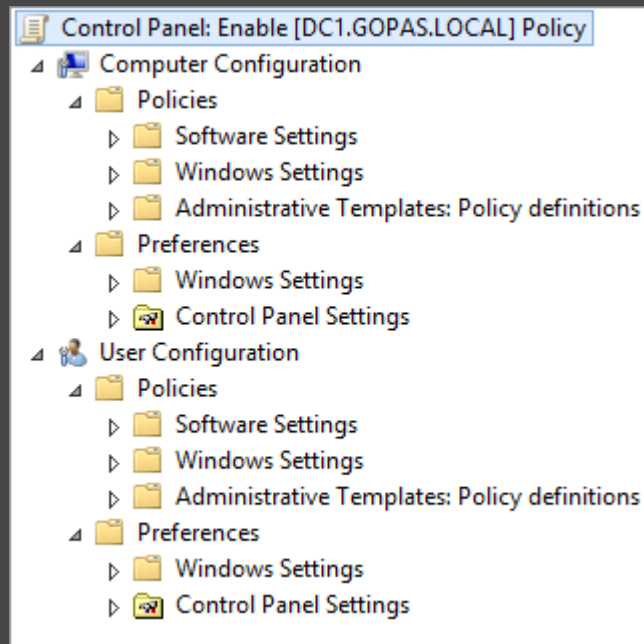 Control Panel: Enable [DC1.GOPAS.LOCAL] Policy
Computer Configuration
Policies
Software Settings
Windows Settings
Administrative Templates: Policy definitions
Preferences
Windows Settings
Control Panel Settings
User Configuration
Policies
Software Settings
Windows Settings
Administrative Templates: Policy definitions
Preferences
Windows Settings
Control Panel Settings